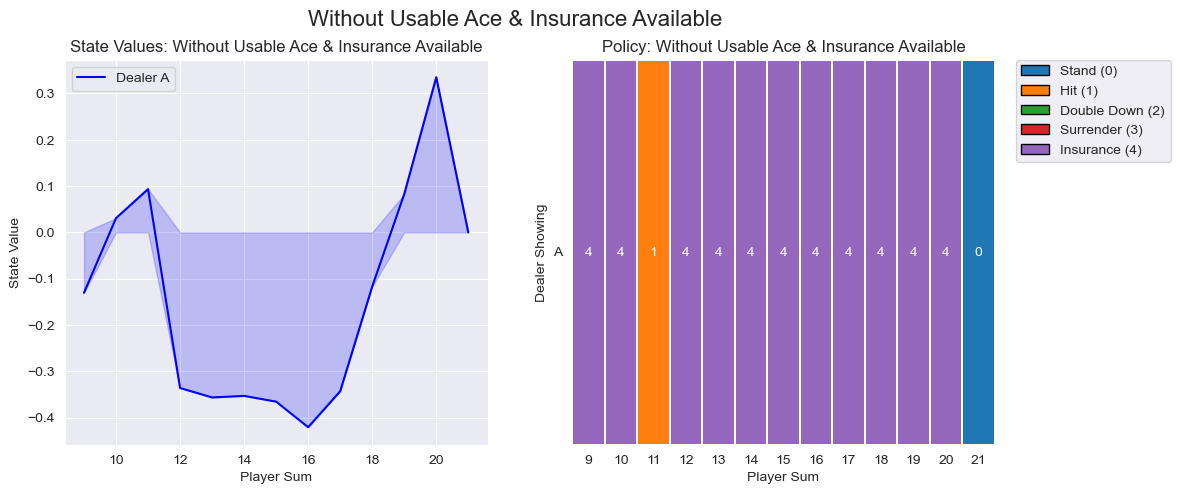 Without Usable Ace & Insurance Available
State Values: Without Usable Ace & Insurance Available
Dealer A
0.3
0.2
0.1
0.0
−0.1
−0.2
−0.3
−0.4
State Value
10 12 14 16 18 20
Player Sum
Policy: Without Usable Ace & Insurance Available
Dealer Showing
A 4 4 1 4 4 4 4 4 4 4 4 4 0
9 10 11 12 13 14 15 16 17 18 19 20 21
Player Sum
Stand (0)
Hit (1)
Double Down (2)
Surrender (3)
Insurance (4)